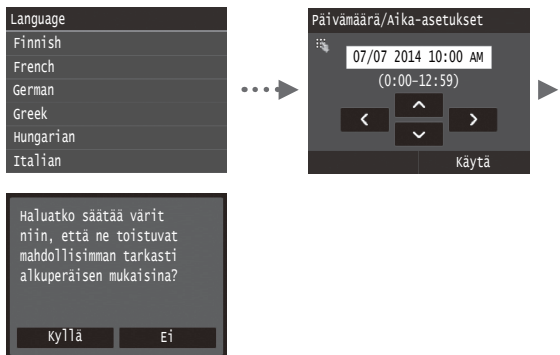 Language
Finnish
French
German
Greek
Hungarian
Italian
Päivämäärä/Aika-asetukset
07/07 2014 10:00 AM
(0:00-12:59)
Käytä
Haluatko säätää värit
niin, että ne toistuvat
mahdollisimman tarkasti
alkuperäisen mukaisina?
Kyllä Ei